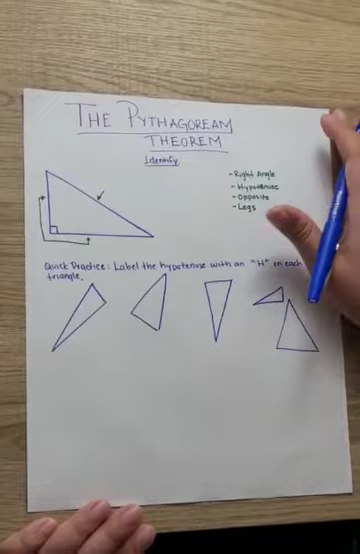 THE PYTHAGOREAM
THEOREM
Identify
- Right Angle
- Hypotenuse
- Opposite
- Legs
Quick Practice: Label the hypotenuse with an "H" on each
triangle.